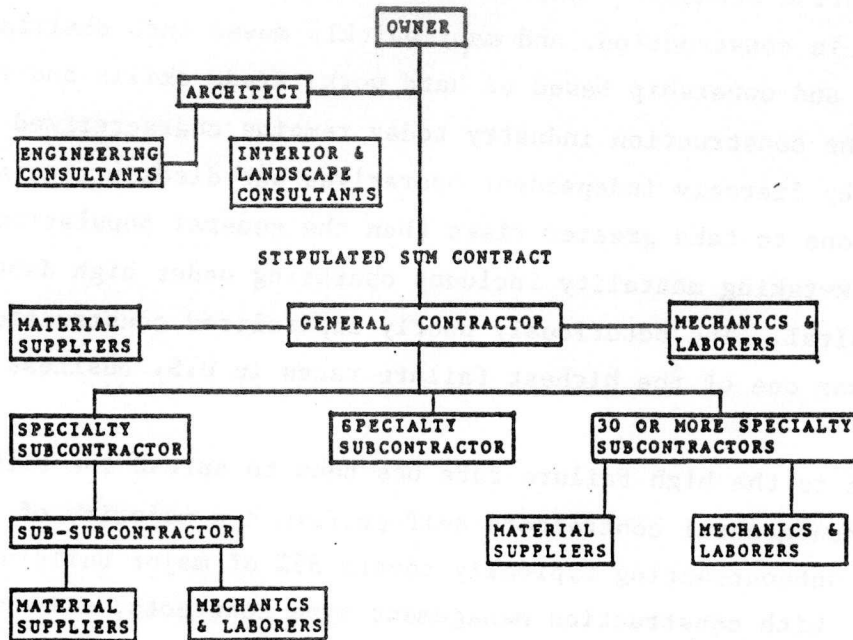 OWNER
ARCHITECT
ENGINEERING
CONSULTANTS
INTERIOR &
LANDSCAPE
CONSULTANTS
STIPULATED SUM CONTRACT
MATERIAL
SUPPLIERS
GENERAL CONTRACTOR
MECHANICS &
LABORERS
SPECIALTY
SUBCONTRACTOR
SPECIALTY
SUBCONTRACTOR
30 OR MORE SPECIALTY
SUBCONTRACTORS
SUB-SUBCONTRACTOR
MATERIAL
SUPPLIERS
MECHANICS &
LABORERS
MATERIAL
SUPPLIERS
MECHANICS
& LABORERS